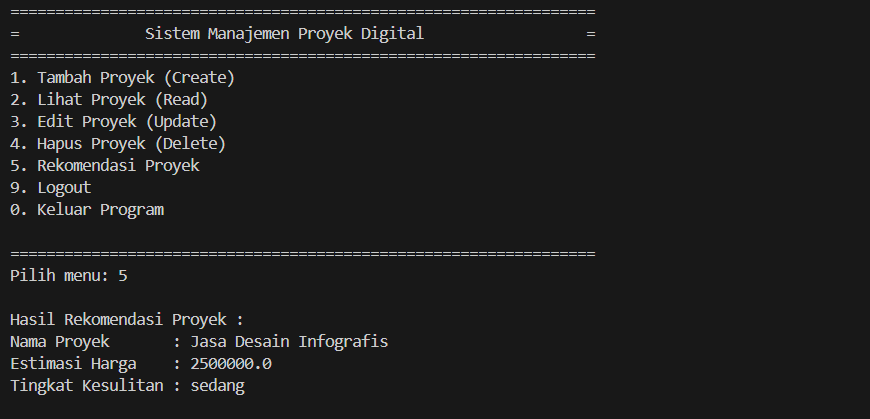 =================================================================
=              Sistem Manajemen Proyek Digital                  =
=================================================================
1. Tambah Proyek (Create)
2. Lihat Proyek (Read)
3. Edit Proyek (Update)
4. Hapus Proyek (Delete)
5. Rekomendasi Proyek
9. Logout
0. Keluar Program
=================================================================
Pilih menu: 5
Hasil Rekomendasi Proyek :
Nama Proyek       : Jasa Desain Infografis
Estimasi Harga    : 2500000.0
Tingkat Kesulitan : sedang